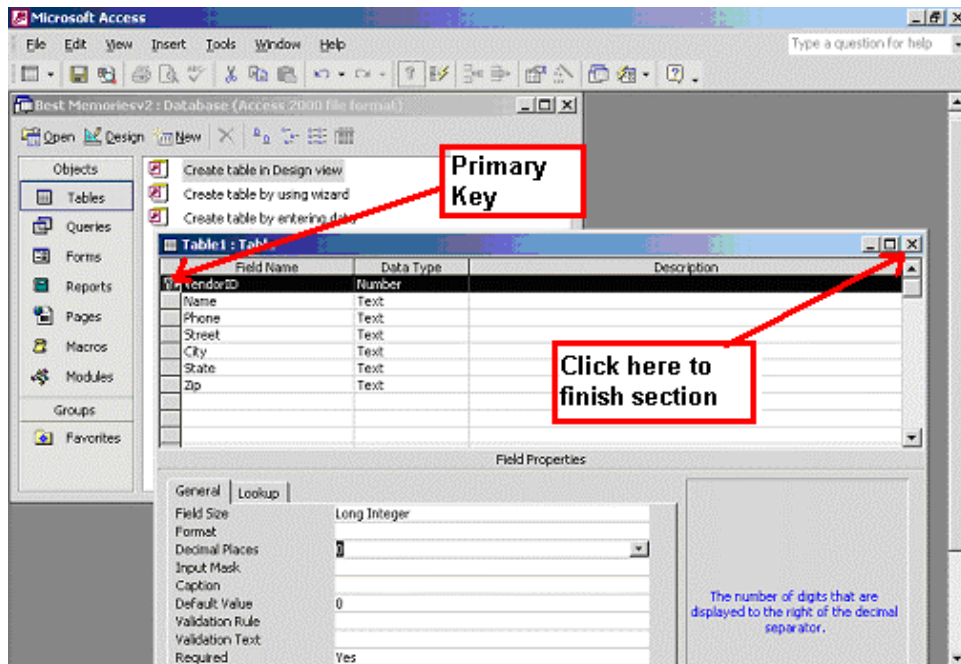 Microsoft Access
File Edit View Insert Tools Window Help
Type a question for help
Best Memoriesv2 : Database (Access 2000 file format)
Open Design New
Objects
Tables
Queries
Forms
Reports
Pages
Macros
Modules
Groups
Favorites
Create table in Design view
Create table by using wizard
Create table by entering data
Primary
Key
Table1 : Table
Field Name Data Type Description
VendorID Number
Name Text
Phone Text
Street Text
City Text
State Text
Zip Text
Click here to
finish section
Field Properties
General Lookup
Field Size Long Integer
Format
Decimal Places 0
Input Mask
Caption
Default Value 0
Validation Rule
Validation Text
Required Yes
The number of digits that are
displayed to the right of the decimal
separator.